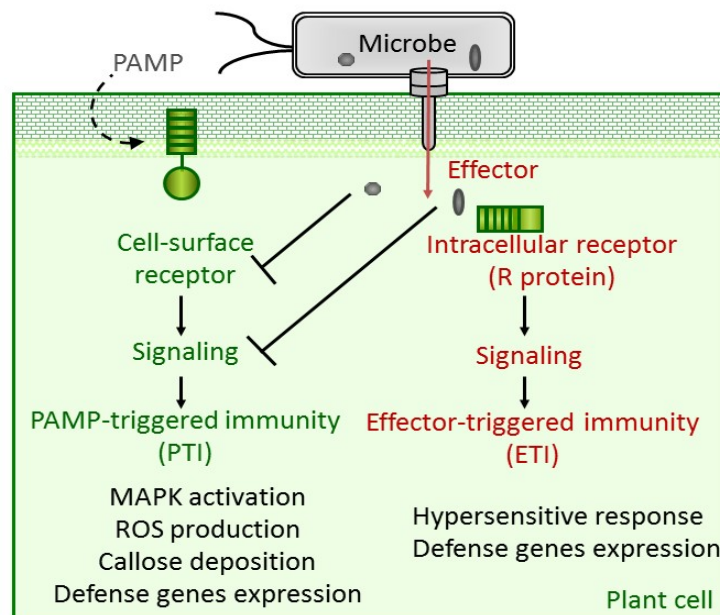 Microbe
PAMP
Effector
Cell-surface
receptor
Intracellular receptor
(R protein)
Signaling
Signaling
PAMP-triggered immunity
(PTI)
Effector-triggered immunity
(ETI)
MAPK activation
ROS production
Callose deposition
Defense genes expression
Hypersensitive response
Defense genes expression
Plant cell